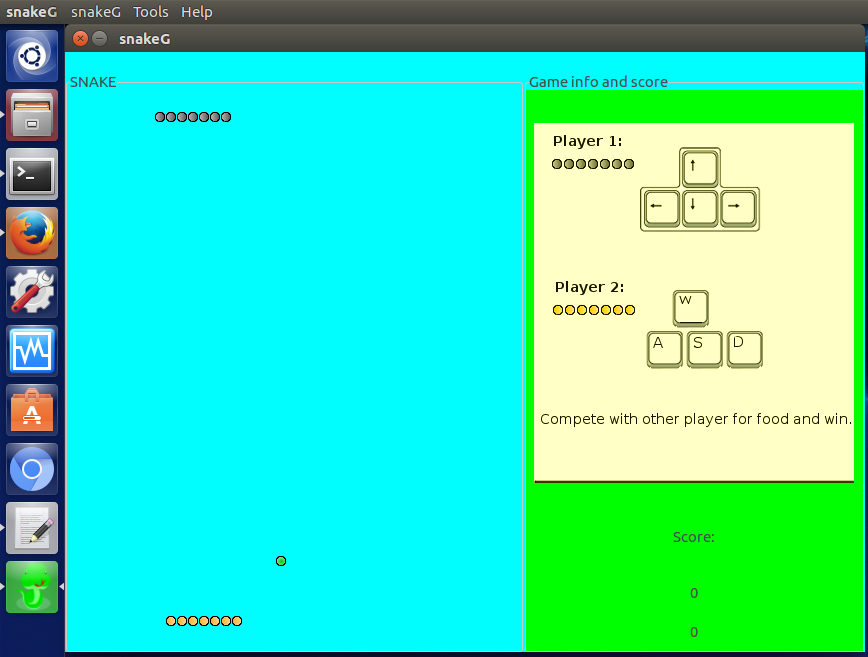 snakeG snakeG Tools Help
snakeG
SNAKE
Game info and score
Player 1:
↑
← ↓ →
Player 2:
W
A S D
Compete with other player for food and win.
Score:
0
0